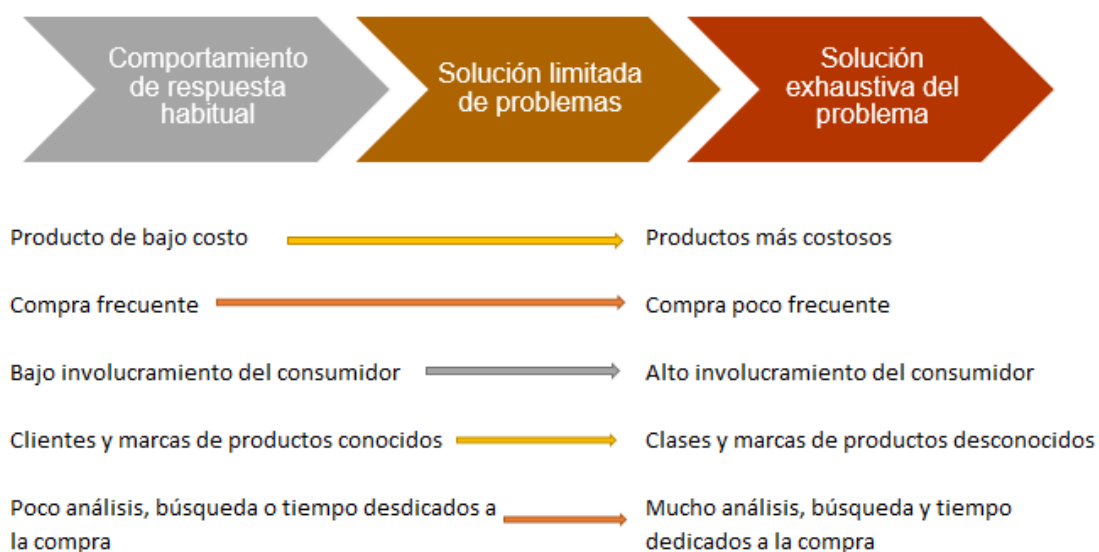 Comportamiento
de respuesta
habitual
Solución limitada
de problemas
Solución
exhaustiva del
problema
Producto de bajo costo
Productos más costosos
Compra frecuente
Compra poco frecuente
Bajo involucramiento del consumidor
Alto involucramiento del consumidor
Clientes y marcas de productos conocidos
Clases y marcas de productos desconocidos
Poco análisis, búsqueda o tiempo desdicados a
la compra
Mucho análisis, búsqueda y tiempo
dedicados a la compra